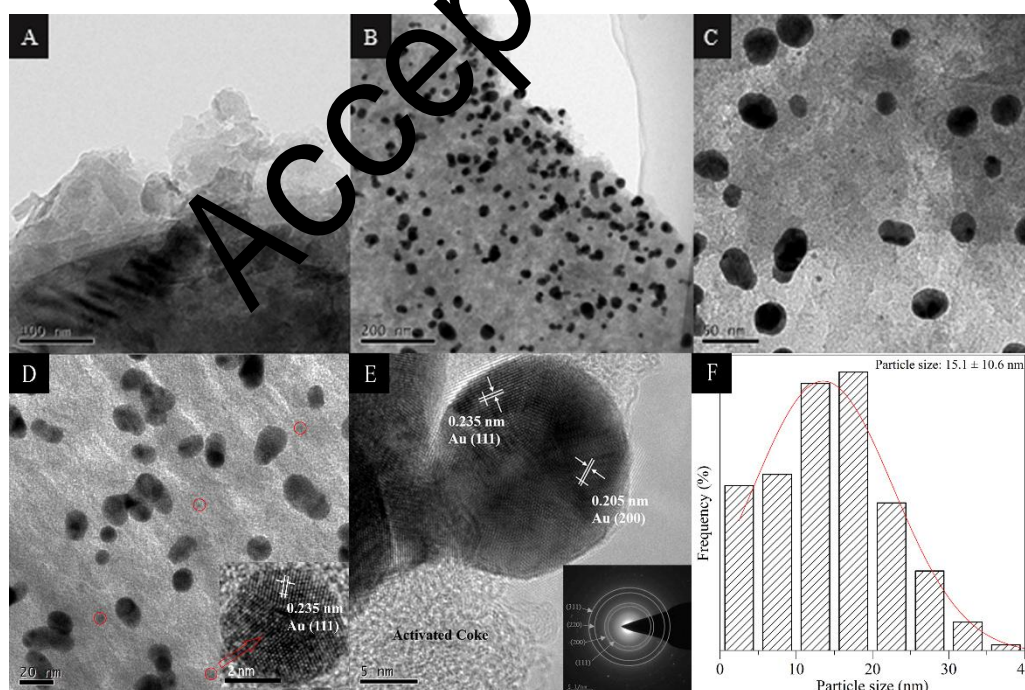 A
B
C
Accep
100 nm
200 nm
50 nm
D
E
F
0.235 nm
Au (111)
0.205 nm
Au (200)
0.235 nm
Au (111)
Activated Coke
20 nm
2 nm
5 nm
(311)
(220)
(200)
(111)
Particle size: 15.1 ± 10.6 nm
Frequency (%)
0
10
20
30
Particle size (nm)